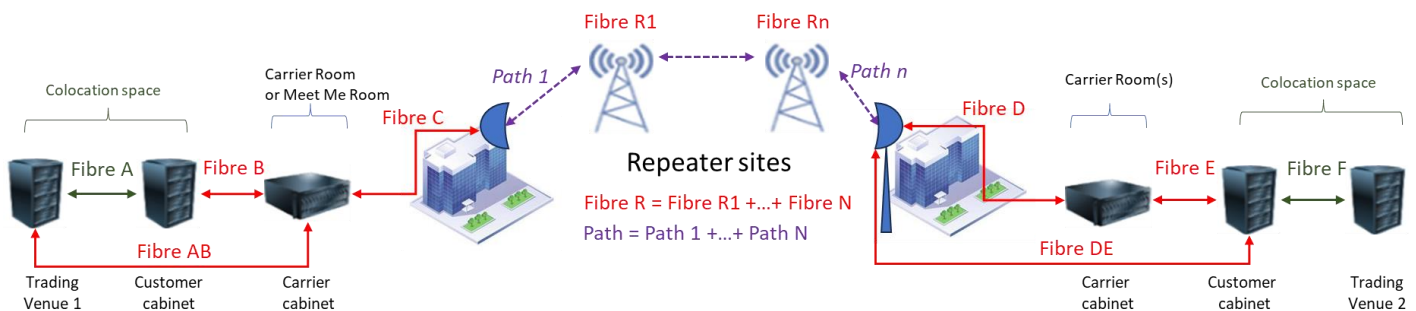 Fibre R1
Fibre Rn
Path 1
Path n
Carrier Room
or Meet Me Room
Carrier Room(s)
Colocation space
Colocation space
Fibre C
Fibre D
Repeater sites
Fibre A
Fibre B
Fibre E
Fibre F
Fibre R = Fibre R1 +...+ Fibre N
Path = Path 1 +...+ Path N
Fibre AB
Fibre DE
Trading
Venue 1
Customer
cabinet
Carrier
cabinet
Carrier
cabinet
Customer
cabinet
Trading
Venue 2